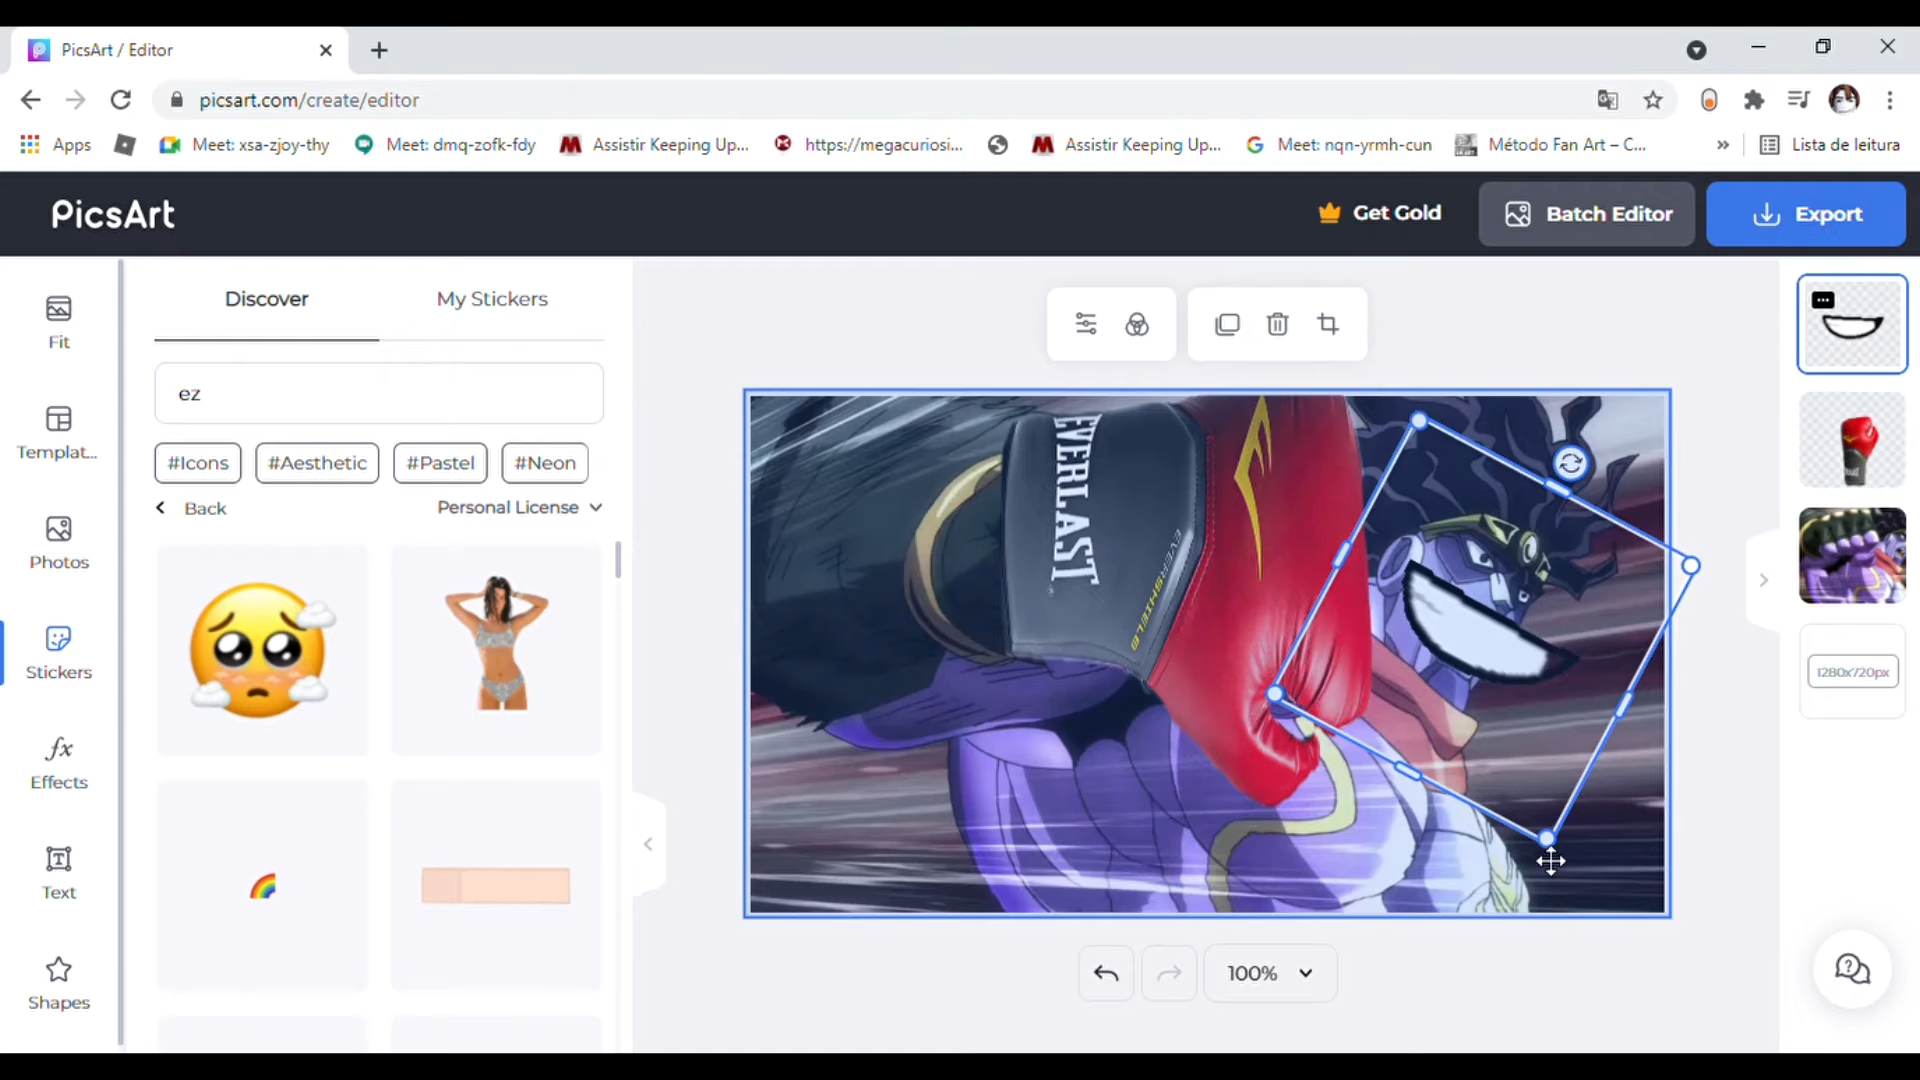 PicsArt / Editor
picsart.com/create/editor
Apps
Meet: xsa-zjoy-thy
Meet: dmq-zofk-fdy
Assistir Keeping Up...
https://megacuriosi...
Assistir Keeping Up...
Meet: nqn-yrmh-cun
Método Fan Art – C...
Lista de leitura
PicsArt
Get Gold
Batch Editor
Export
Fit
Templat...
Photos
Stickers
Effects
Text
Shapes
Discover
My Stickers
ez
#Icons
#Aesthetic
#Pastel
#Neon
Back
Personal License
EVERLAST
EVERSHIELD
1280x720px
100%